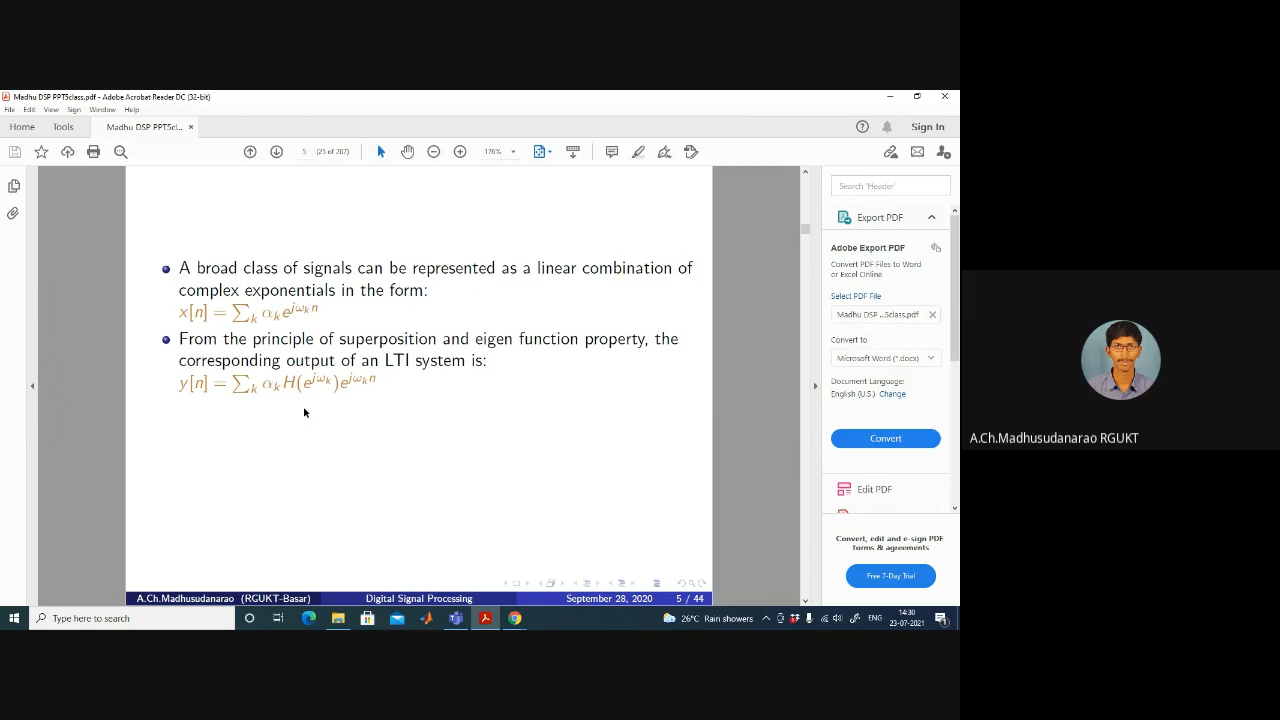 Madhu DSP PPT5class.pdf - Adobe Acrobat Reader DC (32-bit)
File Edit View Sign Window Help
Home Tools Madhu DSP PPT5cl... × Sign In
5 (25 of 207) 176%
Search 'Header'
Export PDF
Adobe Export PDF
Convert PDF Files to Word
or Excel Online
Select PDF File
Madhu DSP ...5class.pdf
Convert to
Microsoft Word (*.docx)
Document Language:
English (U.S.) Change
Convert
Edit PDF
Convert, edit and e-sign PDF
forms & agreements
Free 7-Day Trial
A broad class of signals can be represented as a linear combination of
complex exponentials in the form:
x[n] = ∑ₖ αₖe^{jωₖn}
From the principle of superposition and eigen function property, the
corresponding output of an LTI system is:
y[n] = ∑ₖ αₖH(e^{jωₖ})e^{jωₖn}
A.Ch.Madhusudanarao (RGUKT-Basar) Digital Signal Processing September 28, 2020 5 / 44
Type here to search
26°C Rain showers ENG
14:30
23-07-2021
A.Ch.Madhusudanarao RGUKT